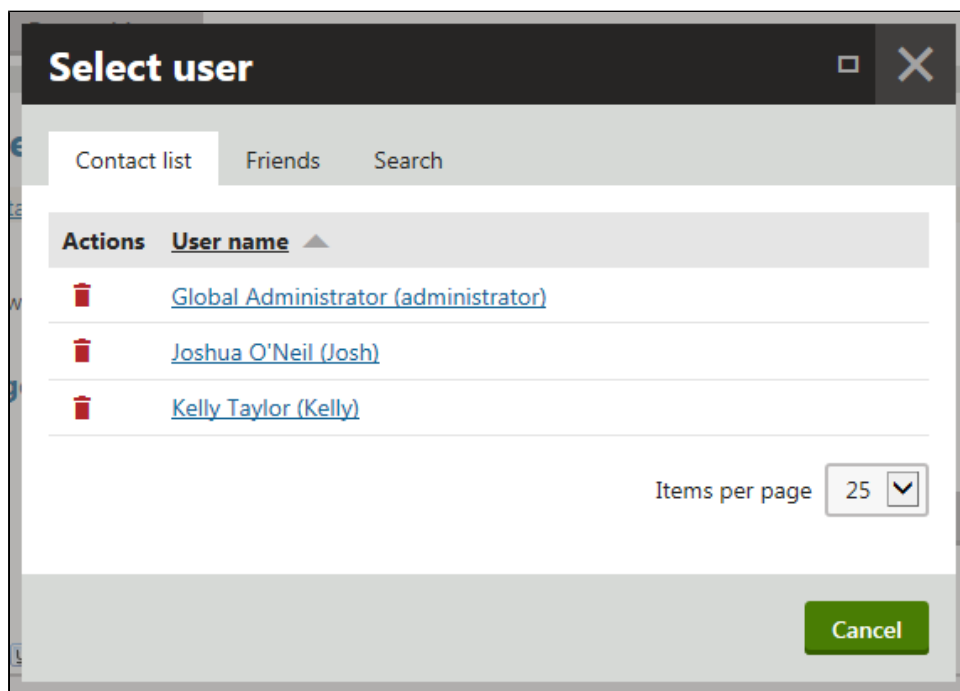 Select user
Contact list Friends Search
Actions User name
Global Administrator (administrator)
Joshua O'Neil (Josh)
Kelly Taylor (Kelly)
Items per page 25
Cancel